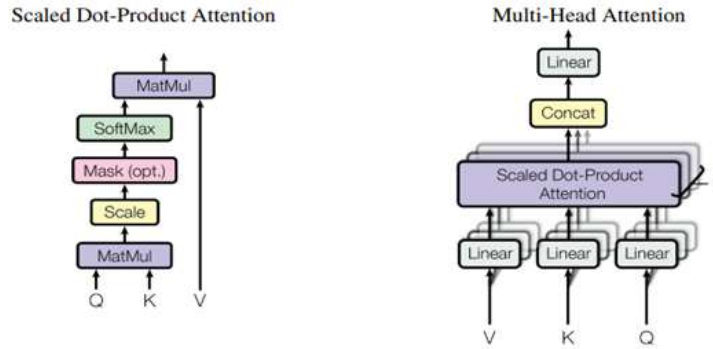 Scaled Dot-Product Attention
MatMul
SoftMax
Mask (opt.)
Scale
MatMul
Q K V
Multi-Head Attention
Linear
Concat
Scaled Dot-Product
Attention
Linear Linear Linear
V K Q